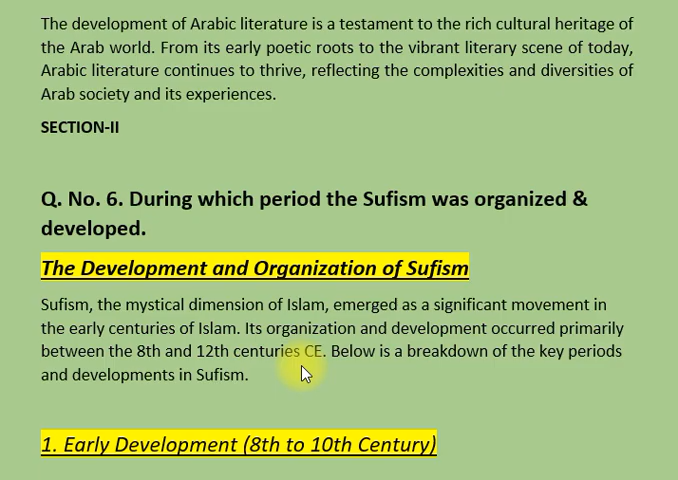 The development of Arabic literature is a testament to the rich cultural heritage of
the Arab world. From its early poetic roots to the vibrant literary scene of today,
Arabic literature continues to thrive, reflecting the complexities and diversities of
Arab society and its experiences.
SECTION-II
Q. No. 6. During which period the Sufism was organized &
developed.
The Development and Organization of Sufism
Sufism, the mystical dimension of Islam, emerged as a significant movement in
the early centuries of Islam. Its organization and development occurred primarily
between the 8th and 12th centuries CE. Below is a breakdown of the key periods
and developments in Sufism.
1. Early Development (8th to 10th Century)